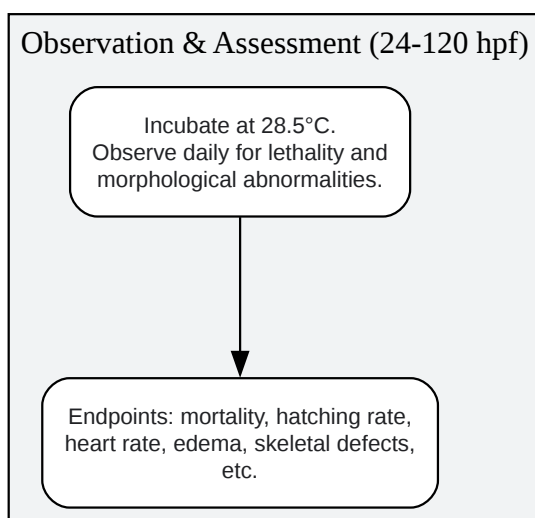 Observation & Assessment (24-120 hpf)
Incubate at 28.5°C.
Observe daily for lethality and
morphological abnormalities.
Endpoints: mortality, hatching rate,
heart rate, edema, skeletal defects,
etc.